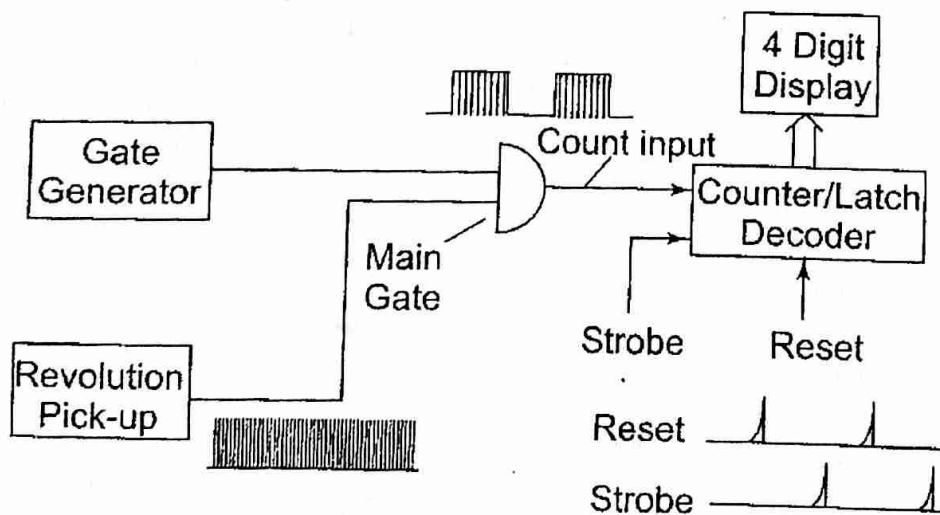 4 Digit
Display
Gate
Generator
Count input
Counter/Latch
Decoder
Main
Gate
Strobe
Reset
Revolution
Pick-up
Reset
Strobe